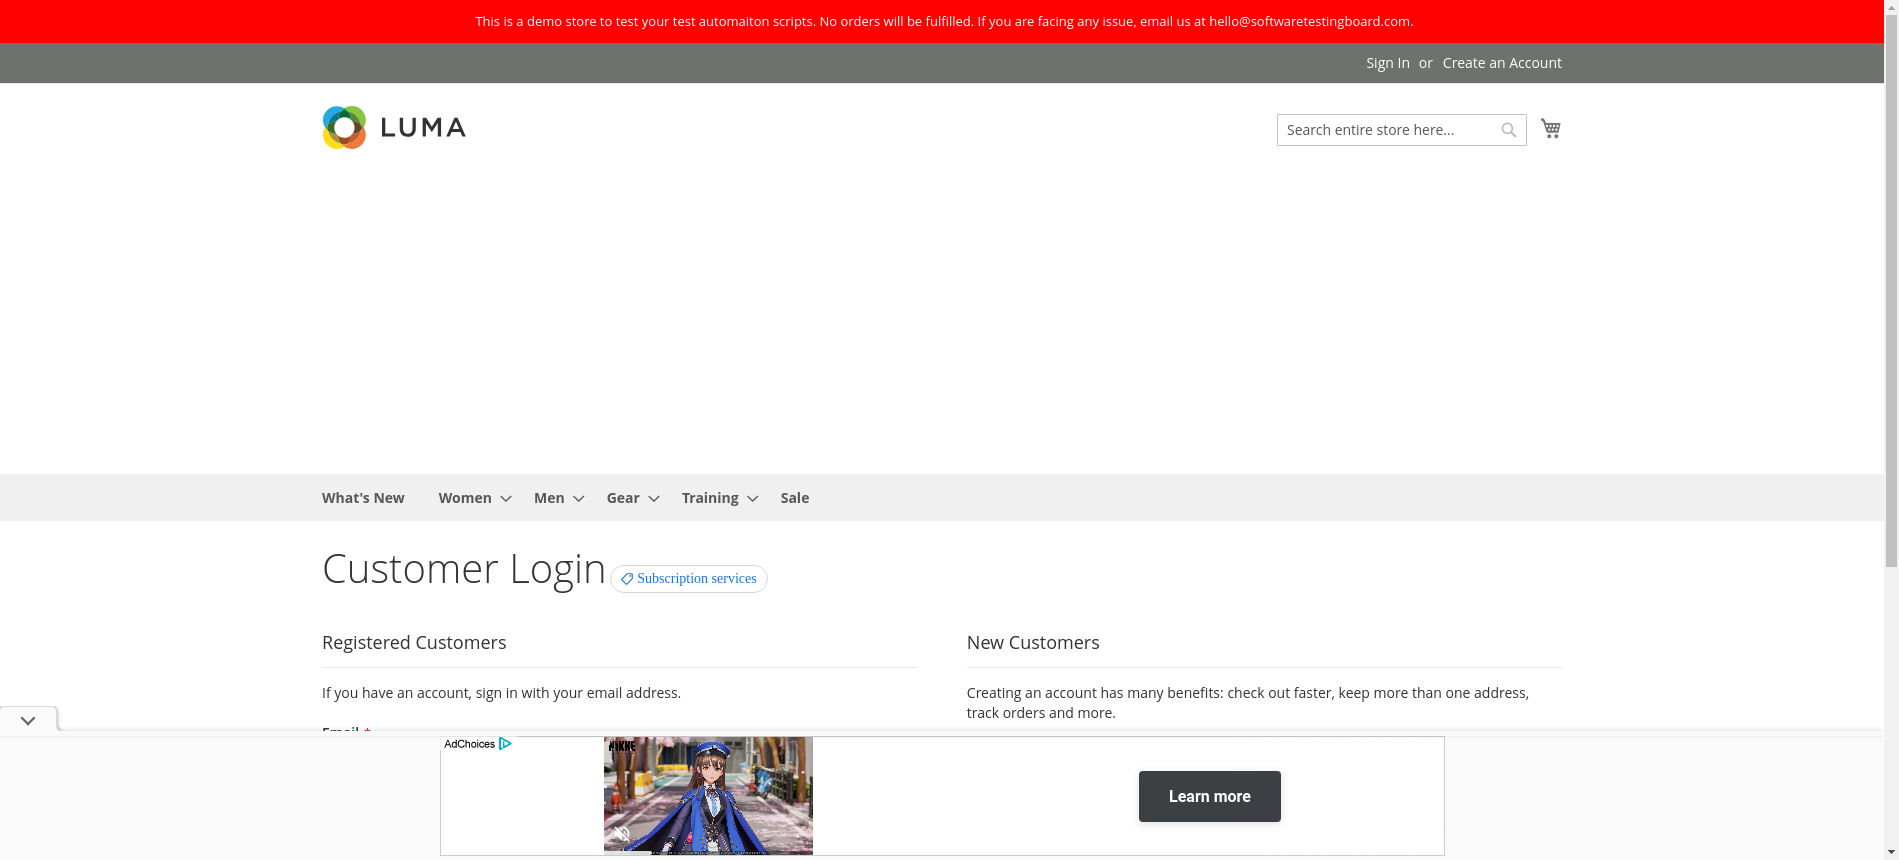 This is a demo store to test your test automaiton scripts. No orders will be fulfilled. If you are facing any issue, email us at hello@softwaretestingboard.com.
Sign In or Create an Account
LUMA
Search entire store here...
What's New Women Men Gear Training Sale
Customer Login Subscription services
Registered Customers
If you have an account, sign in with your email address.
Email *
New Customers
Creating an account has many benefits: check out faster, keep more than one address,
track orders and more.
AdChoices
NIKKE
Learn more